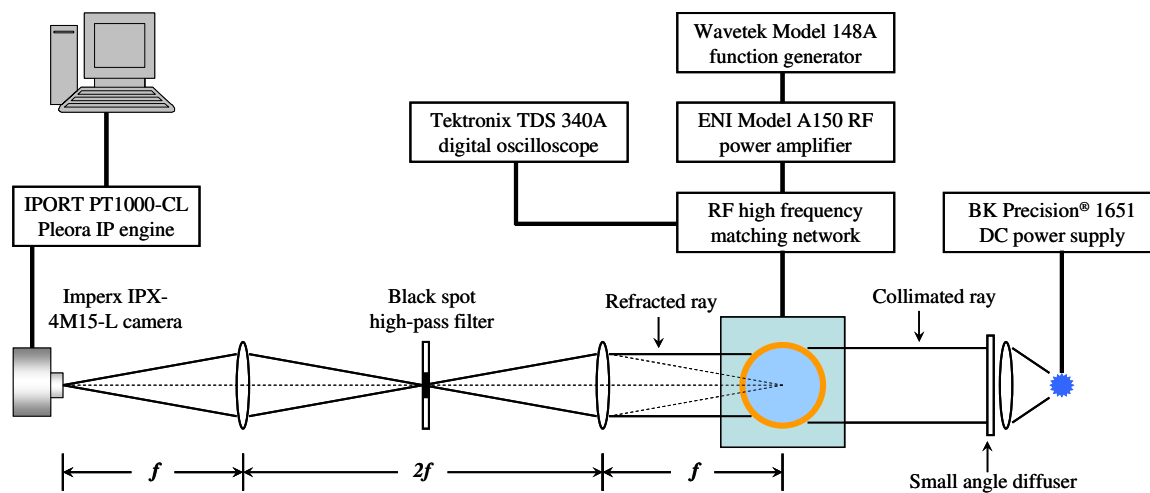 Wavetek Model 148A
function generator
Tektronix TDS 340A
digital oscilloscope
ENI Model A150 RF
power amplifier
IPORT PT1000-CL
Pleora IP engine
RF high frequency
matching network
BK Precision® 1651
DC power supply
Imperx IPX-
4M15-L camera
Black spot
high-pass filter
Refracted ray
Collimated ray
f
2f
f
Small angle diffuser